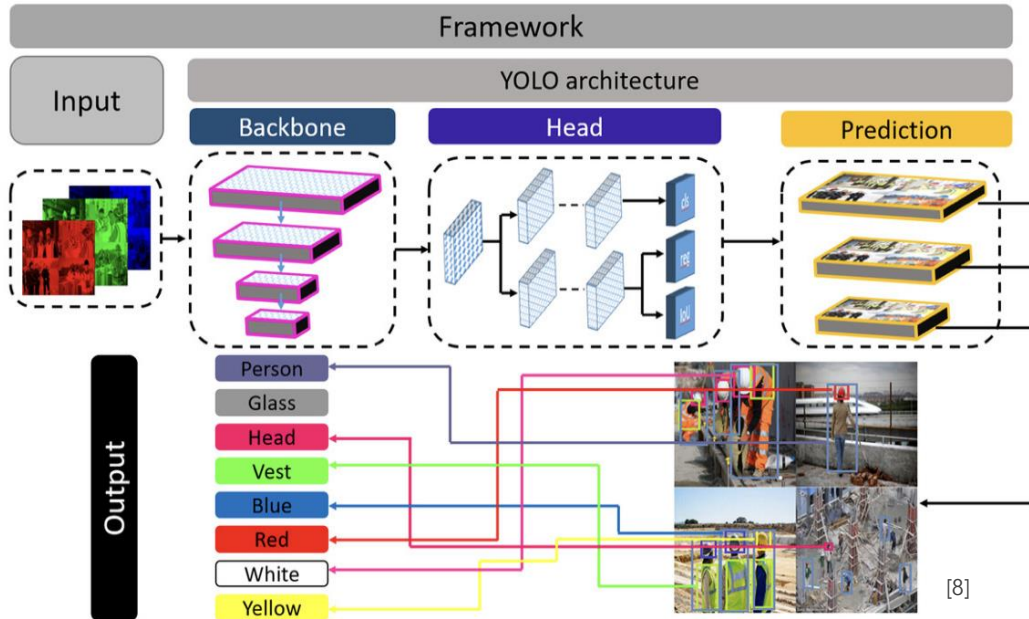 Framework
Input
YOLO architecture
Backbone
Head
Prediction
cls
reg
IoU
Output
Person
Glass
Head
Vest
Blue
Red
White
Yellow
[8]